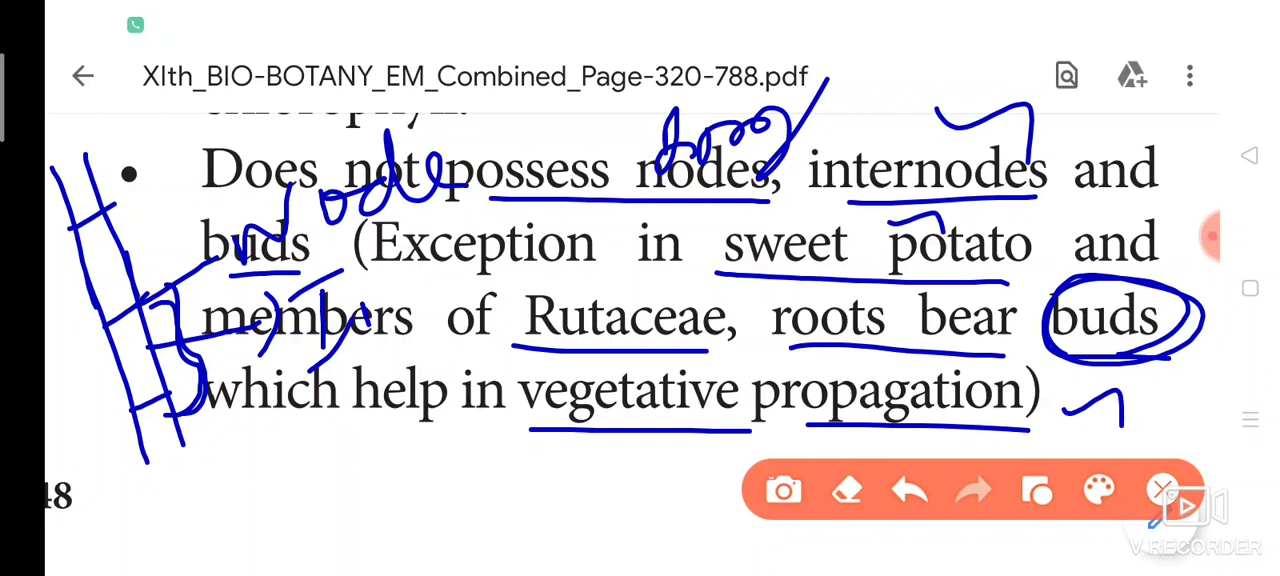 XIth_BIO-BOTANY_EM_Combined_Page-320-788.pdf
• Does not possess nodes, internodes and
buds (Exception in sweet potato and
members of Rutaceae, roots bear buds
which help in vegetative propagation)
node
48
V RECORDER